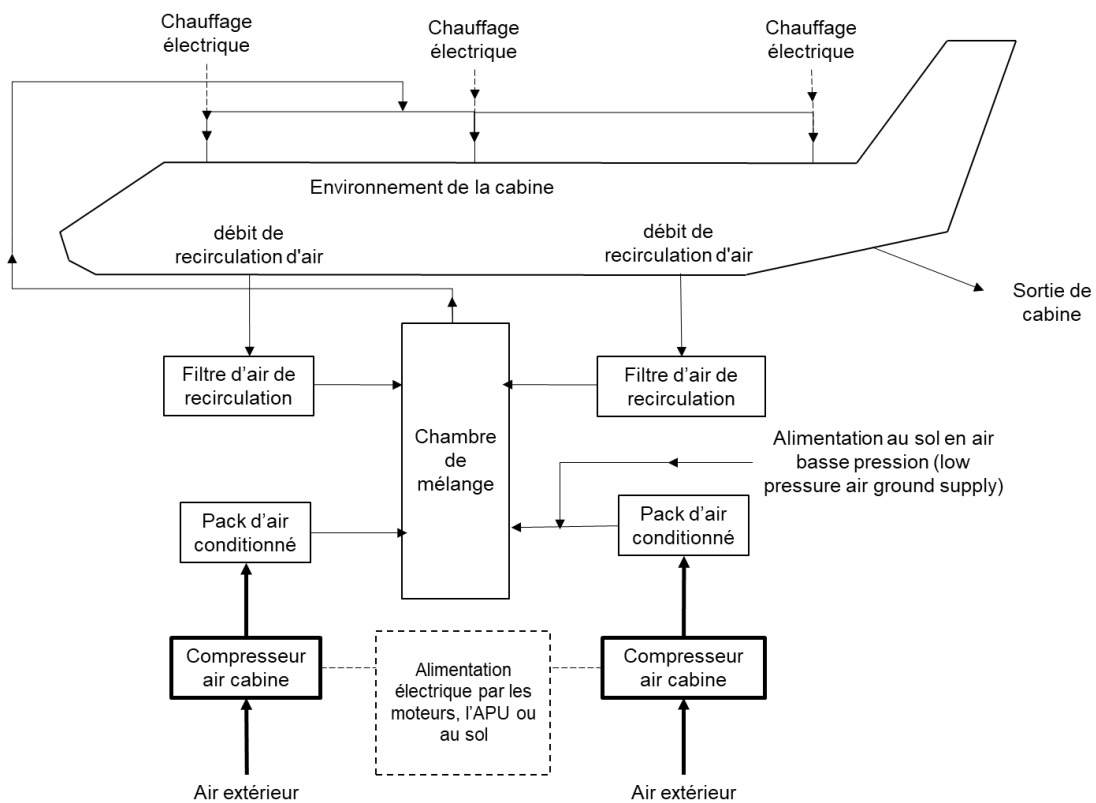 Chauffage
électrique
Chauffage
électrique
Chauffage
électrique
Environnement de la cabine
débit de
recirculation d'air
débit de
recirculation d'air
Sortie de
cabine
Filtre d’air de
recirculation
Filtre d’air de
recirculation
Chambre
de
mélange
Alimentation au sol en air
basse pression (low
pressure air ground supply)
Pack d’air
conditionné
Pack d’air
conditionné
Compresseur
air cabine
Alimentation
électrique par les
moteurs, l’APU ou
au sol
Compresseur
air cabine
Air extérieur
Air extérieur